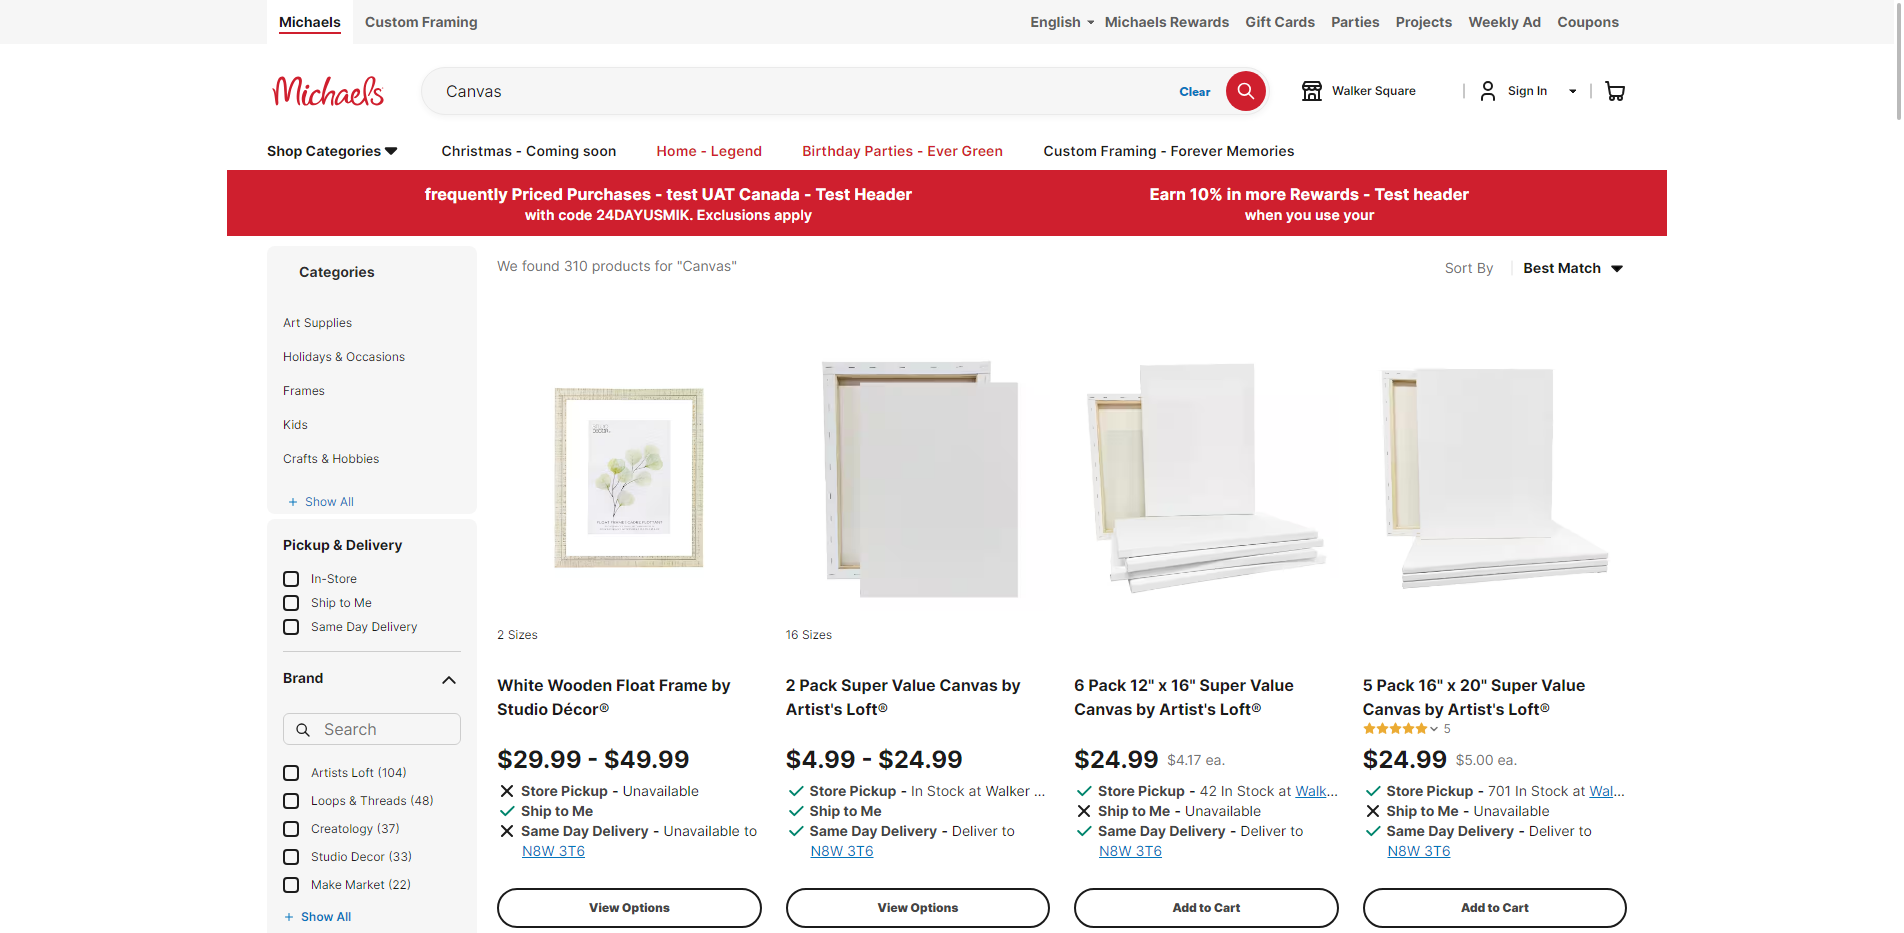 Michaels
Custom Framing
English
Michaels Rewards
Gift Cards
Parties
Projects
Weekly Ad
Coupons
Michaels
Canvas
Clear
Walker Square
Sign In
Shop Categories
Christmas - Coming soon
Home - Legend
Birthday Parties - Ever Green
Custom Framing - Forever Memories
frequently Priced Purchases - test UAT Canada - Test Header
with code 24DAYUSMIK. Exclusions apply
Earn 10% in more Rewards - Test header
when you use your
Categories
Art Supplies
Holidays & Occasions
Frames
Kids
Crafts & Hobbies
+ Show All
Pickup & Delivery
In-Store
Ship to Me
Same Day Delivery
Brand
Search
Artists Loft (104)
Loops & Threads (48)
Creatology (37)
Studio Decor (33)
Make Market (22)
+ Show All
We found 310 products for "Canvas"
Sort By
Best Match
2 Sizes
White Wooden Float Frame by
Studio Décor®
$29.99 - $49.99
Store Pickup - Unavailable
Ship to Me
Same Day Delivery - Unavailable to
N8W 3T6
View Options
16 Sizes
2 Pack Super Value Canvas by
Artist's Loft®
$4.99 - $24.99
Store Pickup - In Stock at Walker ...
Ship to Me
Same Day Delivery - Deliver to
N8W 3T6
View Options
6 Pack 12" x 16" Super Value
Canvas by Artist's Loft®
$24.99 $4.17 ea.
Store Pickup - 42 In Stock at Walk...
Ship to Me - Unavailable
Same Day Delivery - Deliver to
N8W 3T6
Add to Cart
5 Pack 16" x 20" Super Value
Canvas by Artist's Loft®
5
$24.99 $5.00 ea.
Store Pickup - 701 In Stock at Wal...
Ship to Me - Unavailable
Same Day Delivery - Deliver to
N8W 3T6
Add to Cart